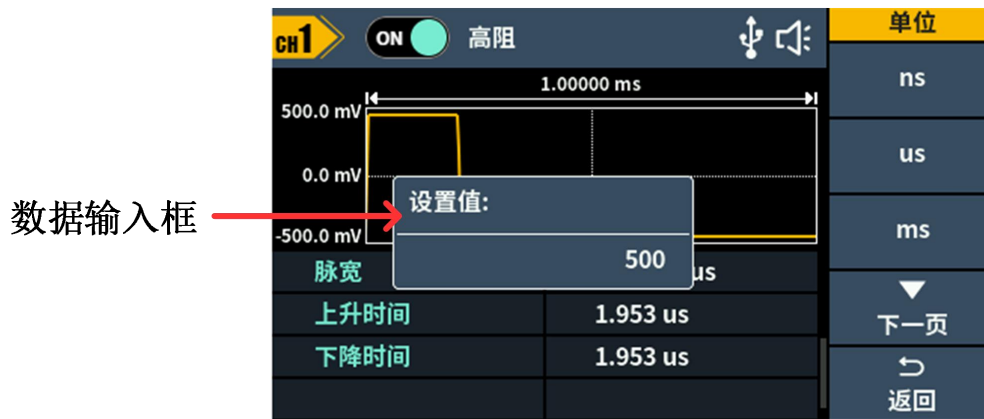 CH1
ON
高阻
单位
1.00000 ms
500.0 mV
0.0 mV
-500.0 mV
数据输入框
设置值:
500
脉宽
us
上升时间
1.953 us
下降时间
1.953 us
ns
us
ms
下一页
返回